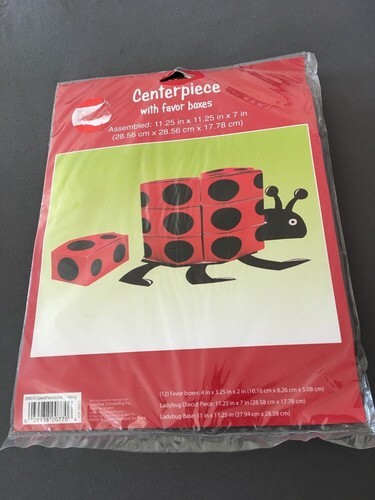 Centerpiece
with favor boxes
Assembled: 11.25 in x 11.25 in x 7 in
(28.56 cm x 28.56 cm x 17.78 cm)
(12) Favor boxes: 4 in x 3.25 in x 2 in (10.16 cm x 8.26 cm x 5.08 cm)
Ladybug Diecut Piece: 11.25 in x 7 in (28.58 cm x 17.78 cm)
Ladybug Base: 11 in x 11.25 in (27.94 cm x 28.58 cm)